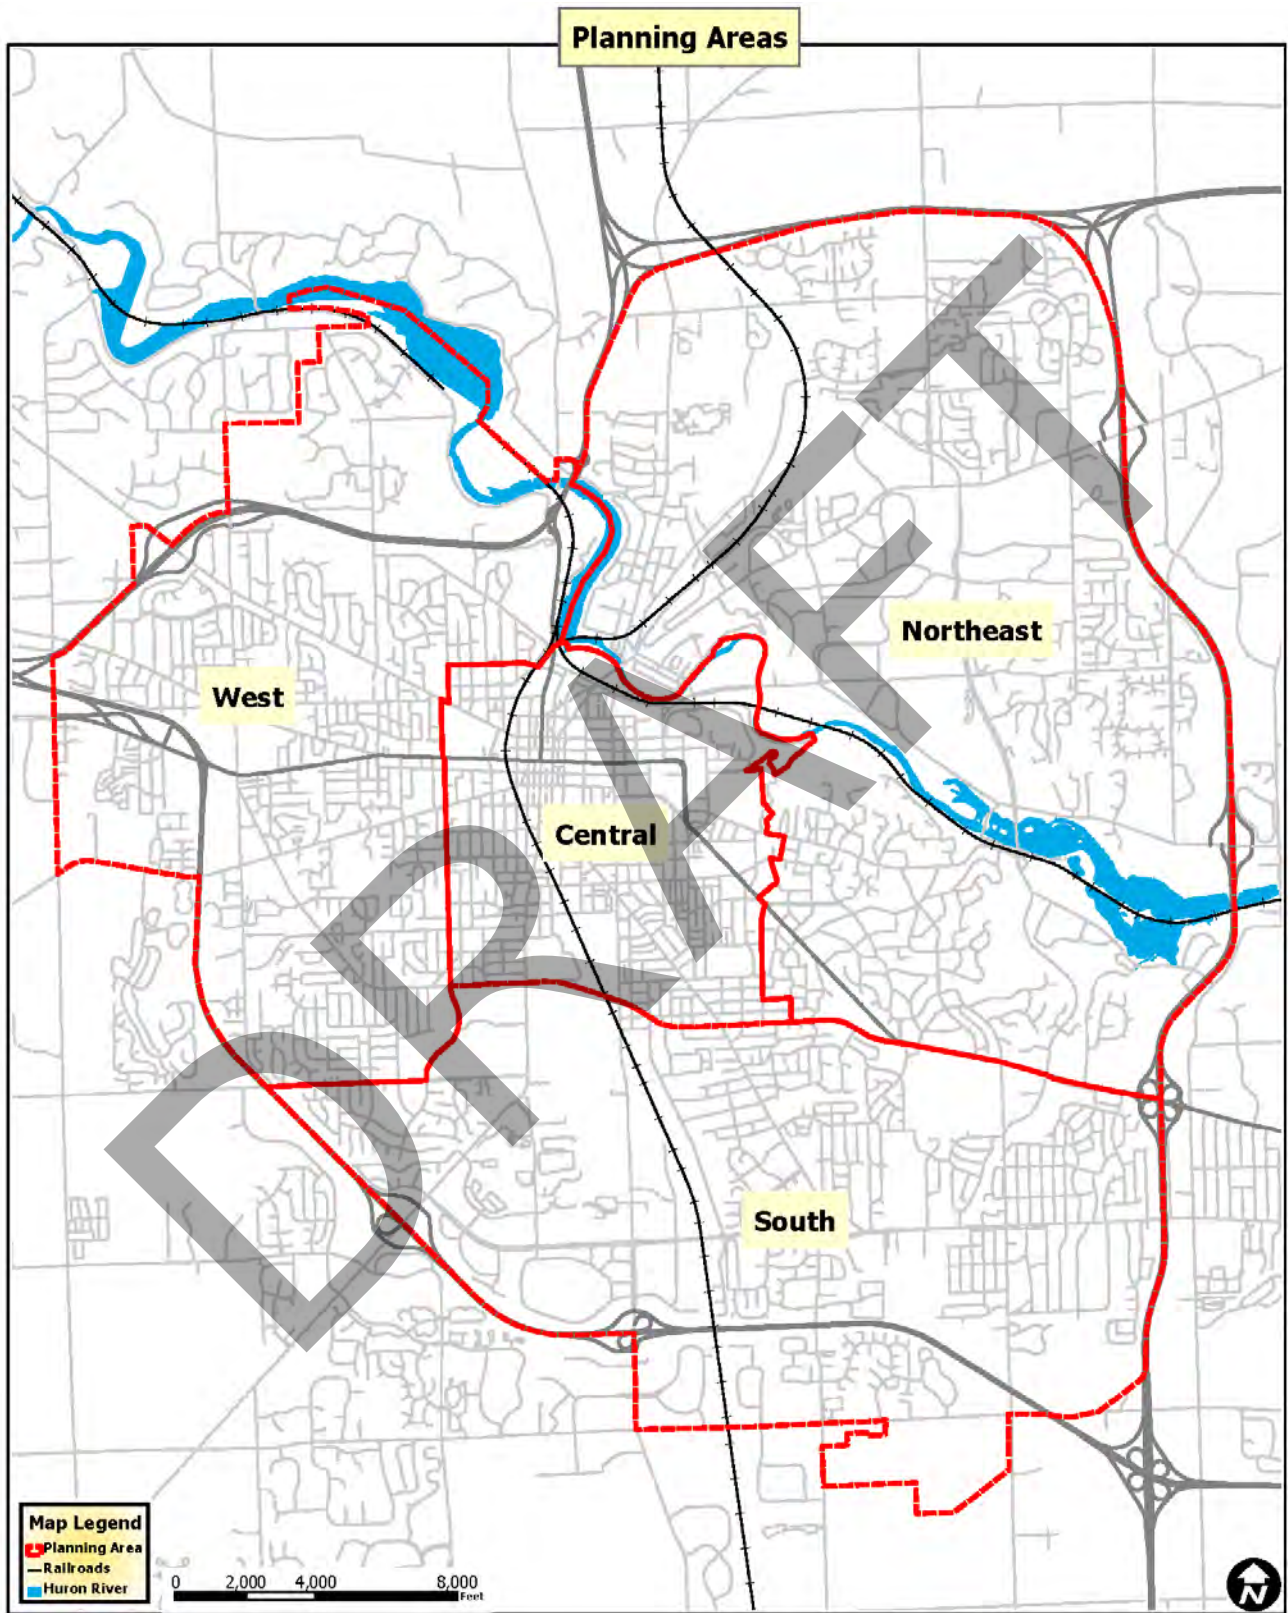 Planning Areas
Northeast
West
Central
South
DRAFT
Map Legend
Planning Area
Railroads
Huron River
0 2,000 4,000 8,000
Feet
N